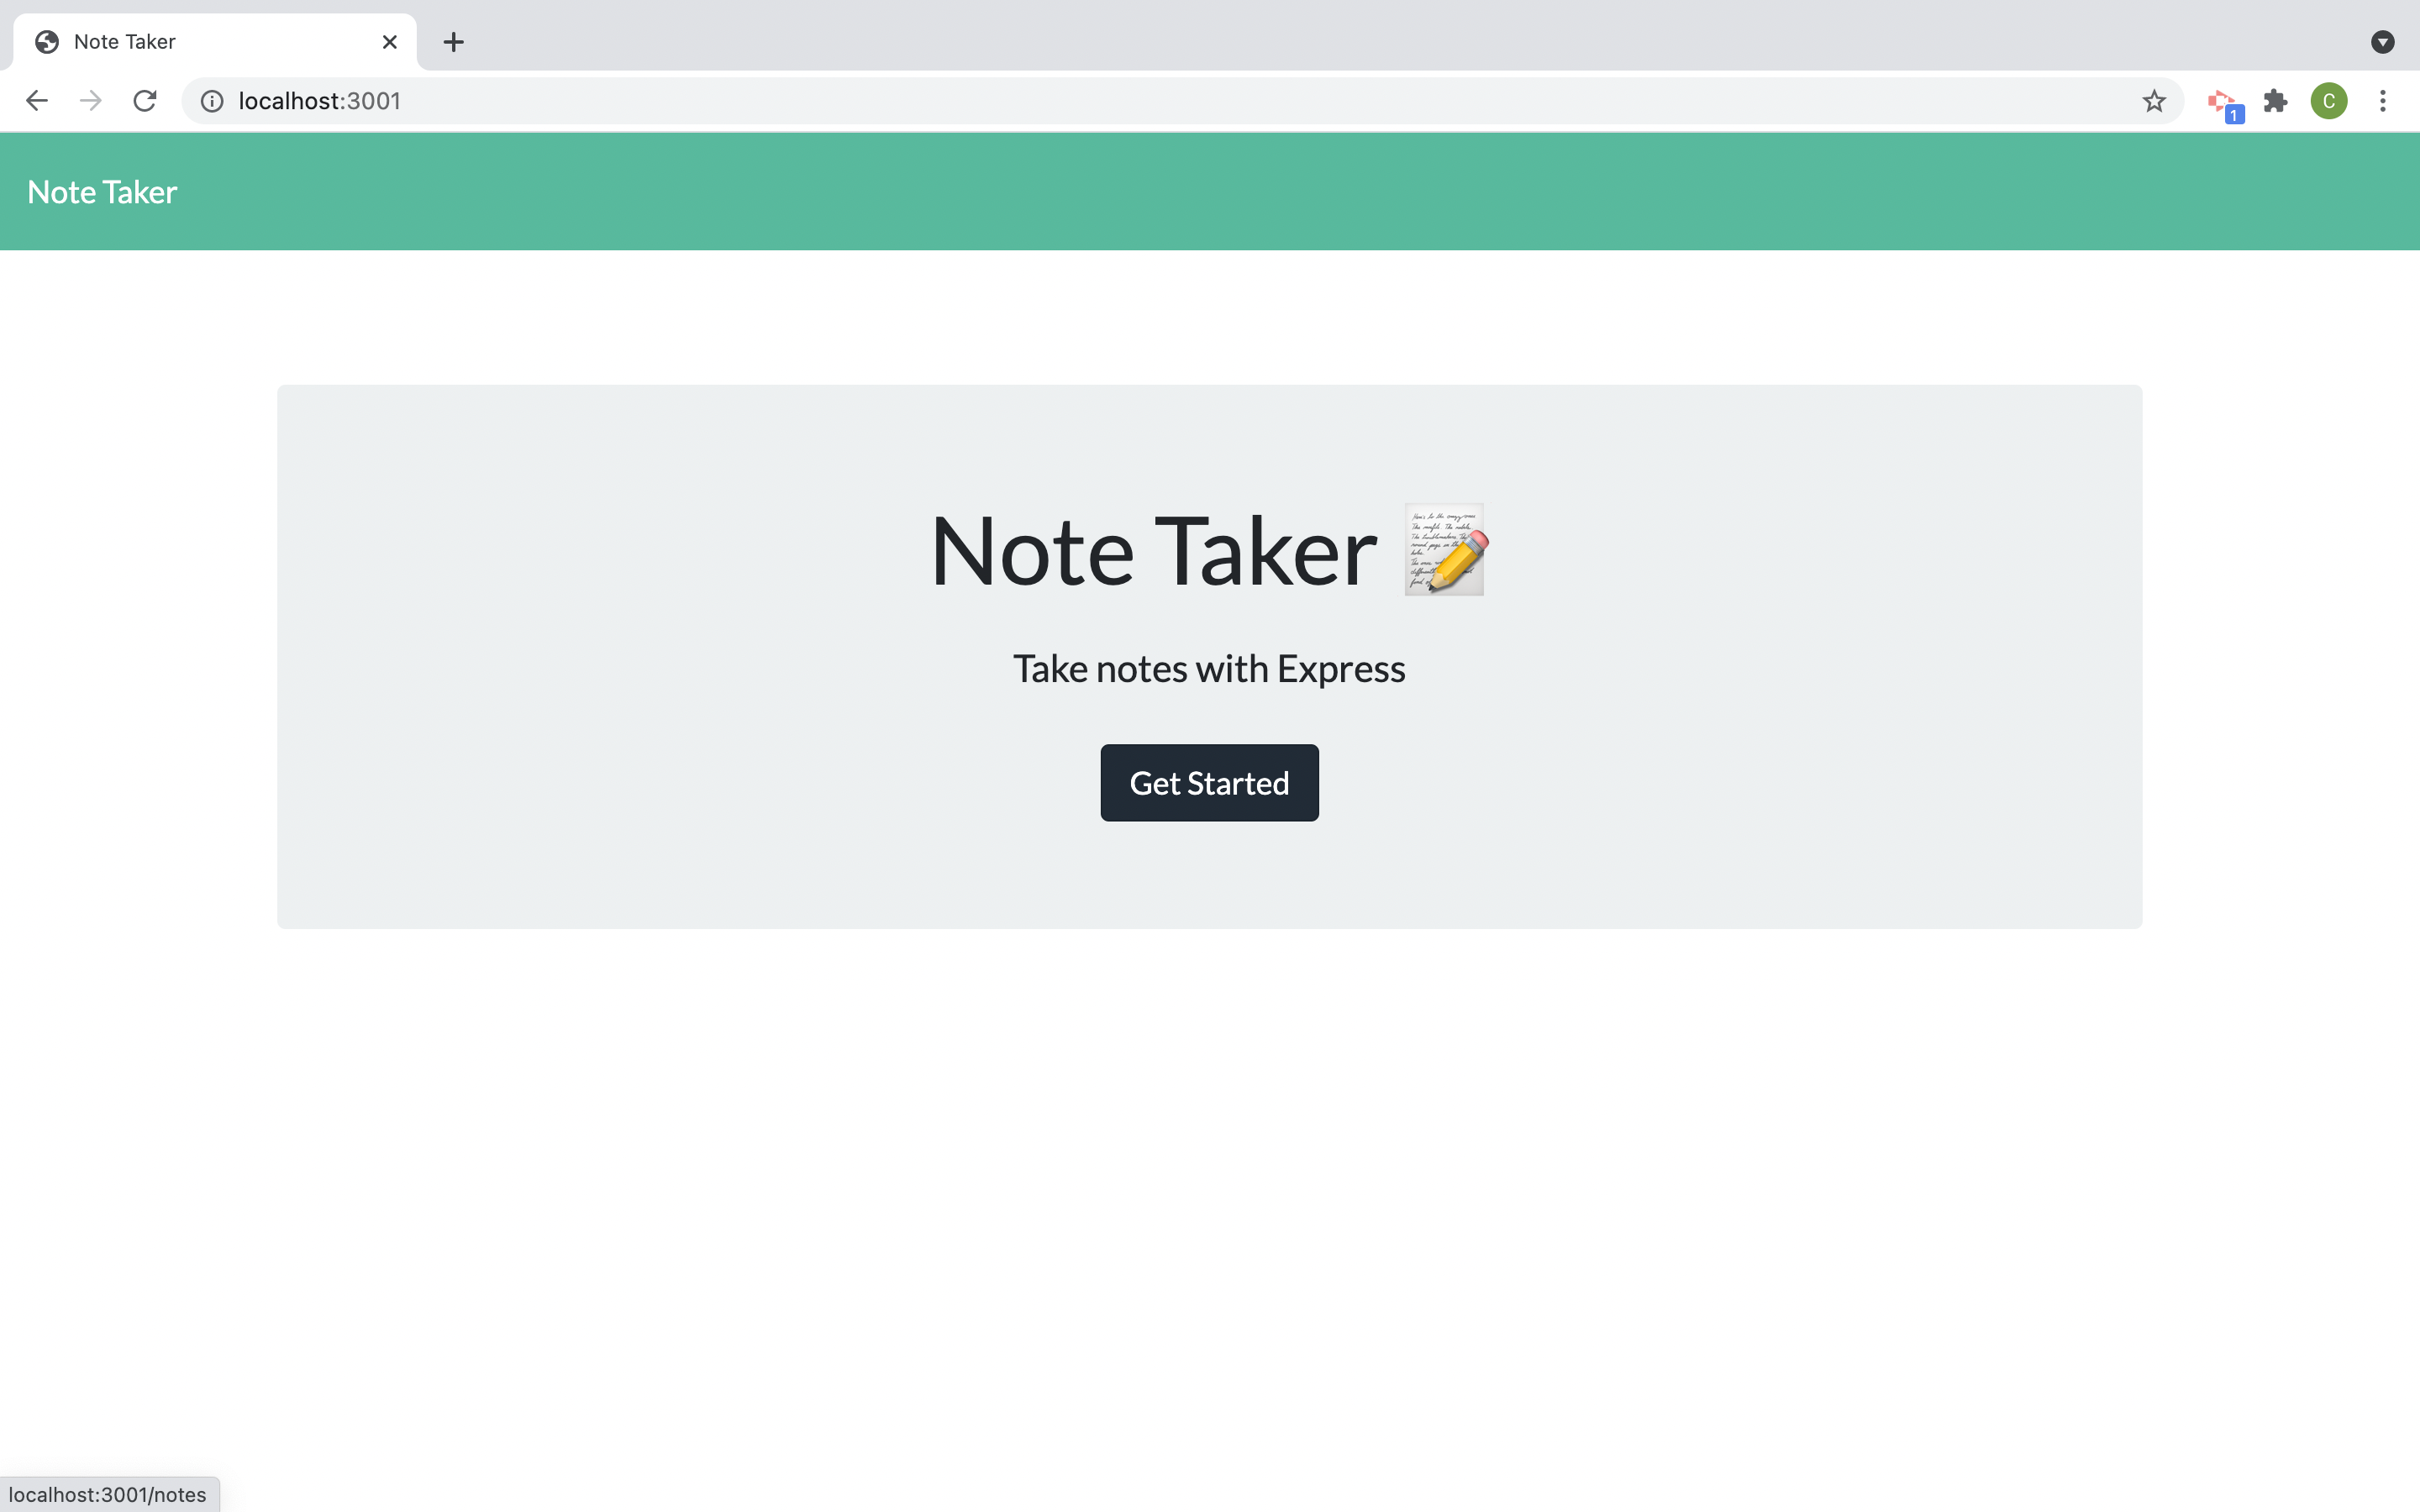 Note Taker
localhost:3001
1
C
Note Taker
Note Taker
Take notes with Express
Get Started
localhost:3001/notes